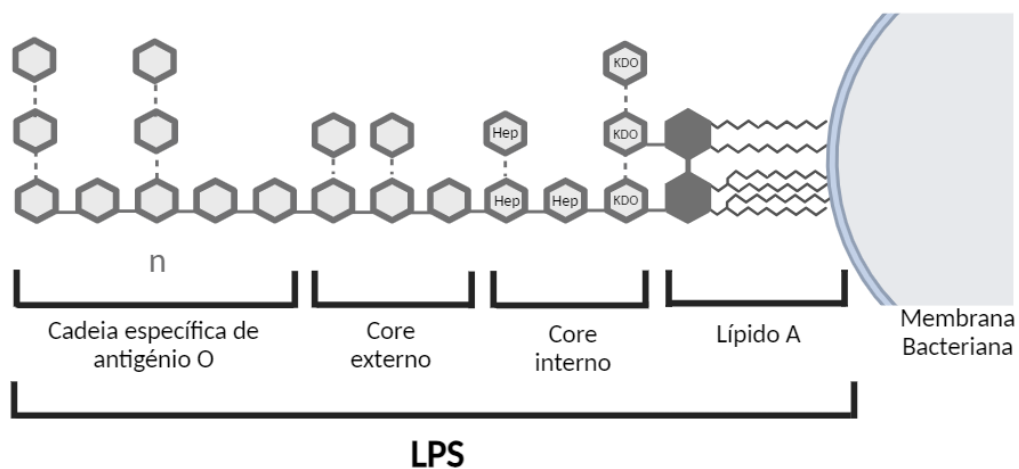 KDO
Hep
KDO
Hep
Hep
KDO
n
Cadeia específica de
antigénio O
Core
externo
Core
interno
Lípido A
Membrana
Bacteriana
LPS